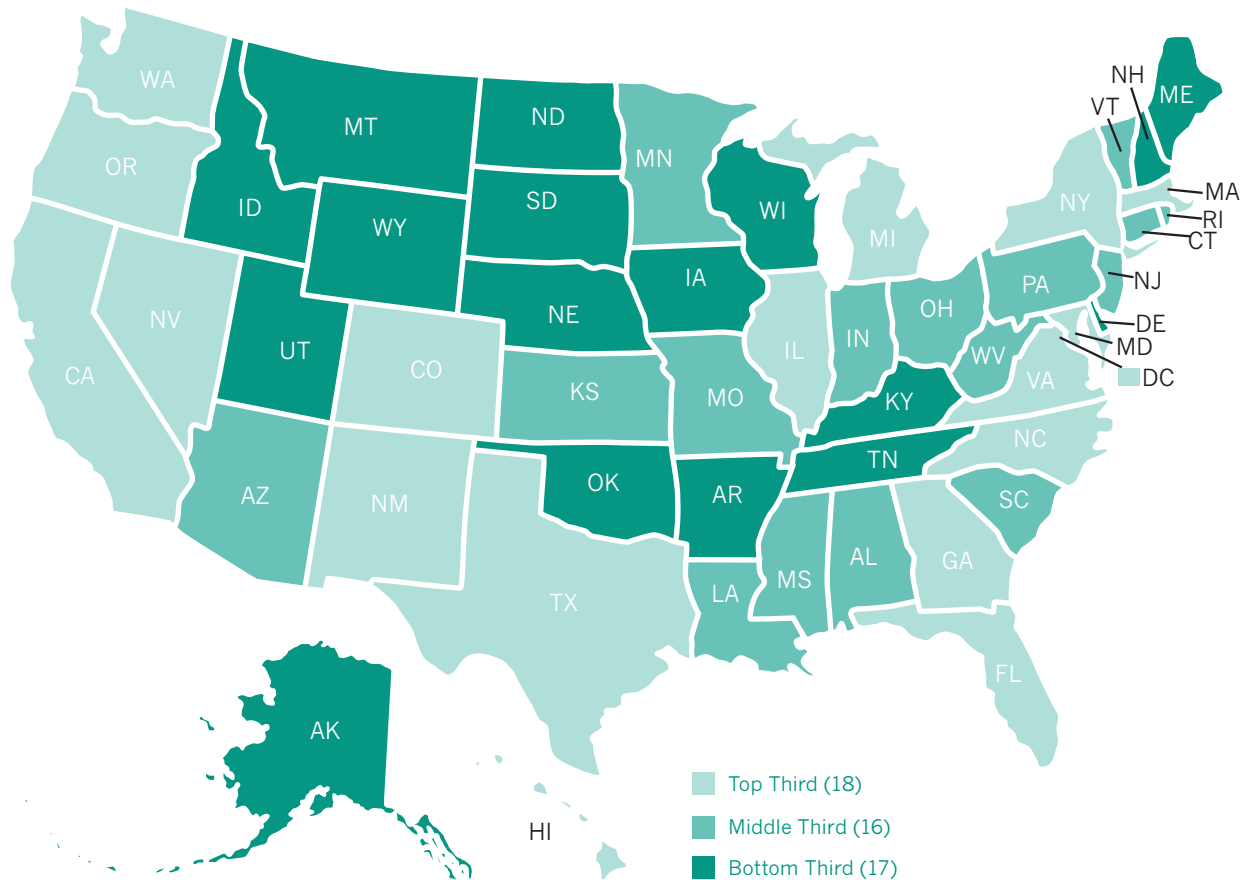 WA
OR
CA
NV
ID
MT
WY
UT
AZ
CO
NM
ND
SD
NE
KS
OK
TX
MN
IA
MO
AR
LA
WI
IL
MI
IN
OH
KY
TN
MS
AL
GA
FL
SC
NC
VA
WV
PA
NY
VT
NH
ME
MA
RI
CT
NJ
DE
MD
DC
AK
HI
Top Third (18)
Middle Third (16)
Bottom Third (17)